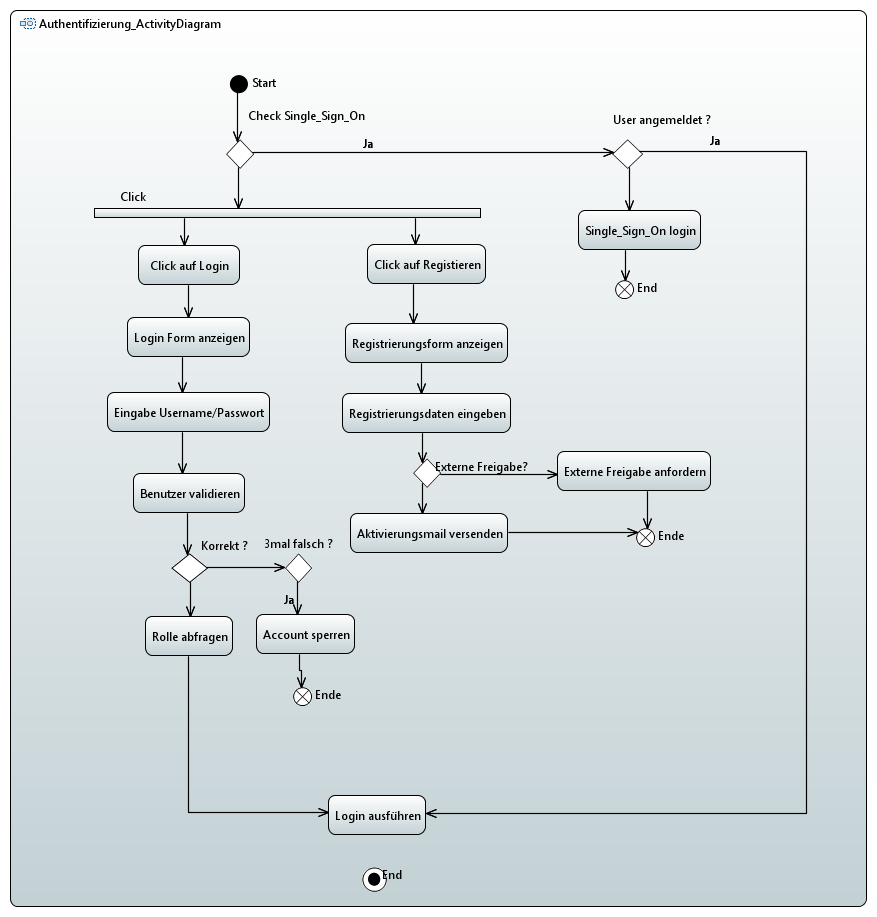 Authentifizierung_ActivityDiagram
Start
Check Single_Sign_On
User angemeldet ?
Ja
Ja
Click
Single_Sign_On login
End
Click auf Login
Click auf Registieren
Login Form anzeigen
Registrierungsform anzeigen
Eingabe Username/Passwort
Registrierungsdaten eingeben
Externe Freigabe?
Externe Freigabe anfordern
Benutzer validieren
Aktivierungsmail versenden
Ende
Korrekt ?
3mal falsch ?
Ja
Rolle abfragen
Account sperren
Ende
Login ausführen
End